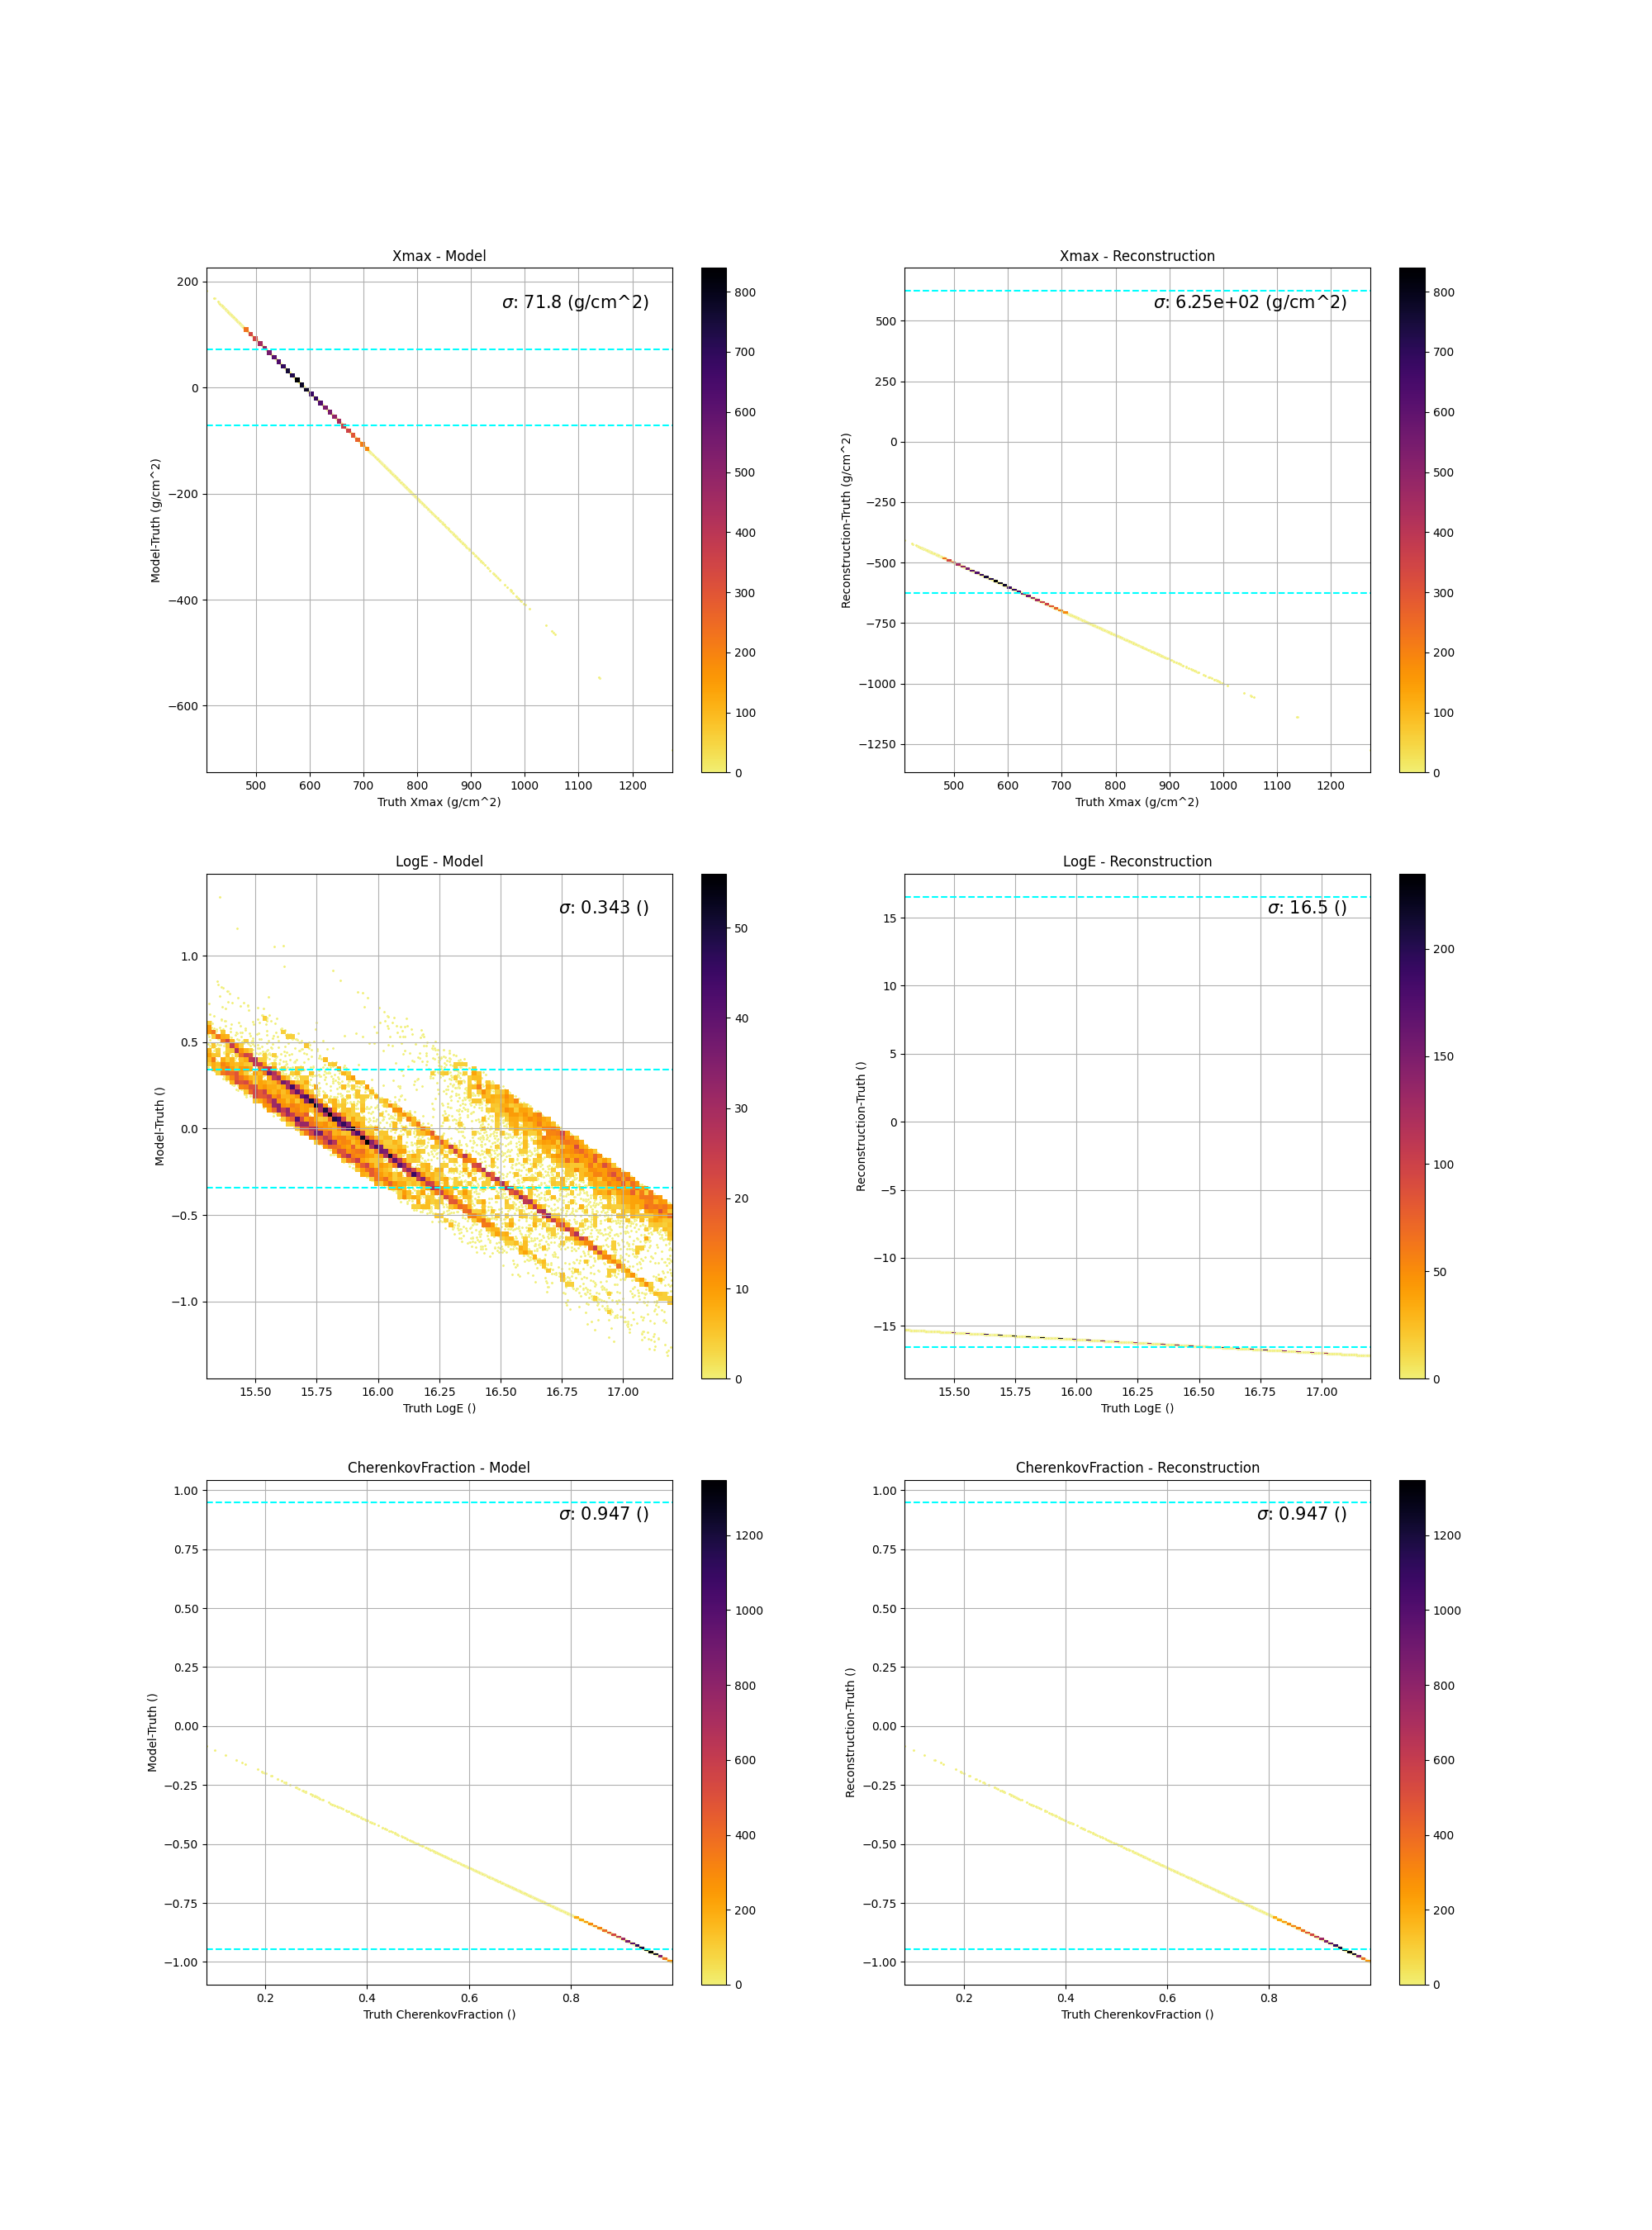 Xmax - Model
σ: 71.8 (g/cm^2)
200
0
−200
−400
−600
Model-Truth (g/cm^2)
500 600 700 800 900 1000 1100 1200
Truth Xmax (g/cm^2)
800
700
600
500
400
300
200
100
0
Xmax - Reconstruction
σ: 6.25e+02 (g/cm^2)
500
250
0
−250
−500
−750
−1000
−1250
Reconstruction-Truth (g/cm^2)
500 600 700 800 900 1000 1100 1200
Truth Xmax (g/cm^2)
800
700
600
500
400
300
200
100
0
LogE - Model
σ: 0.343 ()
1.0
0.5
0.0
−0.5
−1.0
Model-Truth ()
15.50 15.75 16.00 16.25 16.50 16.75 17.00
Truth LogE ()
50
40
30
20
10
0
LogE - Reconstruction
σ: 16.5 ()
15
10
5
0
−5
−10
−15
Reconstruction-Truth ()
15.50 15.75 16.00 16.25 16.50 16.75 17.00
Truth LogE ()
200
150
100
50
0
CherenkovFraction - Model
σ: 0.947 ()
1.00
0.75
0.50
0.25
0.00
−0.25
−0.50
−0.75
−1.00
Model-Truth ()
0.2 0.4 0.6 0.8
Truth CherenkovFraction ()
1200
1000
800
600
400
200
0
CherenkovFraction - Reconstruction
σ: 0.947 ()
1.00
0.75
0.50
0.25
0.00
−0.25
−0.50
−0.75
−1.00
Reconstruction-Truth ()
0.2 0.4 0.6 0.8
Truth CherenkovFraction ()
1200
1000
800
600
400
200
0